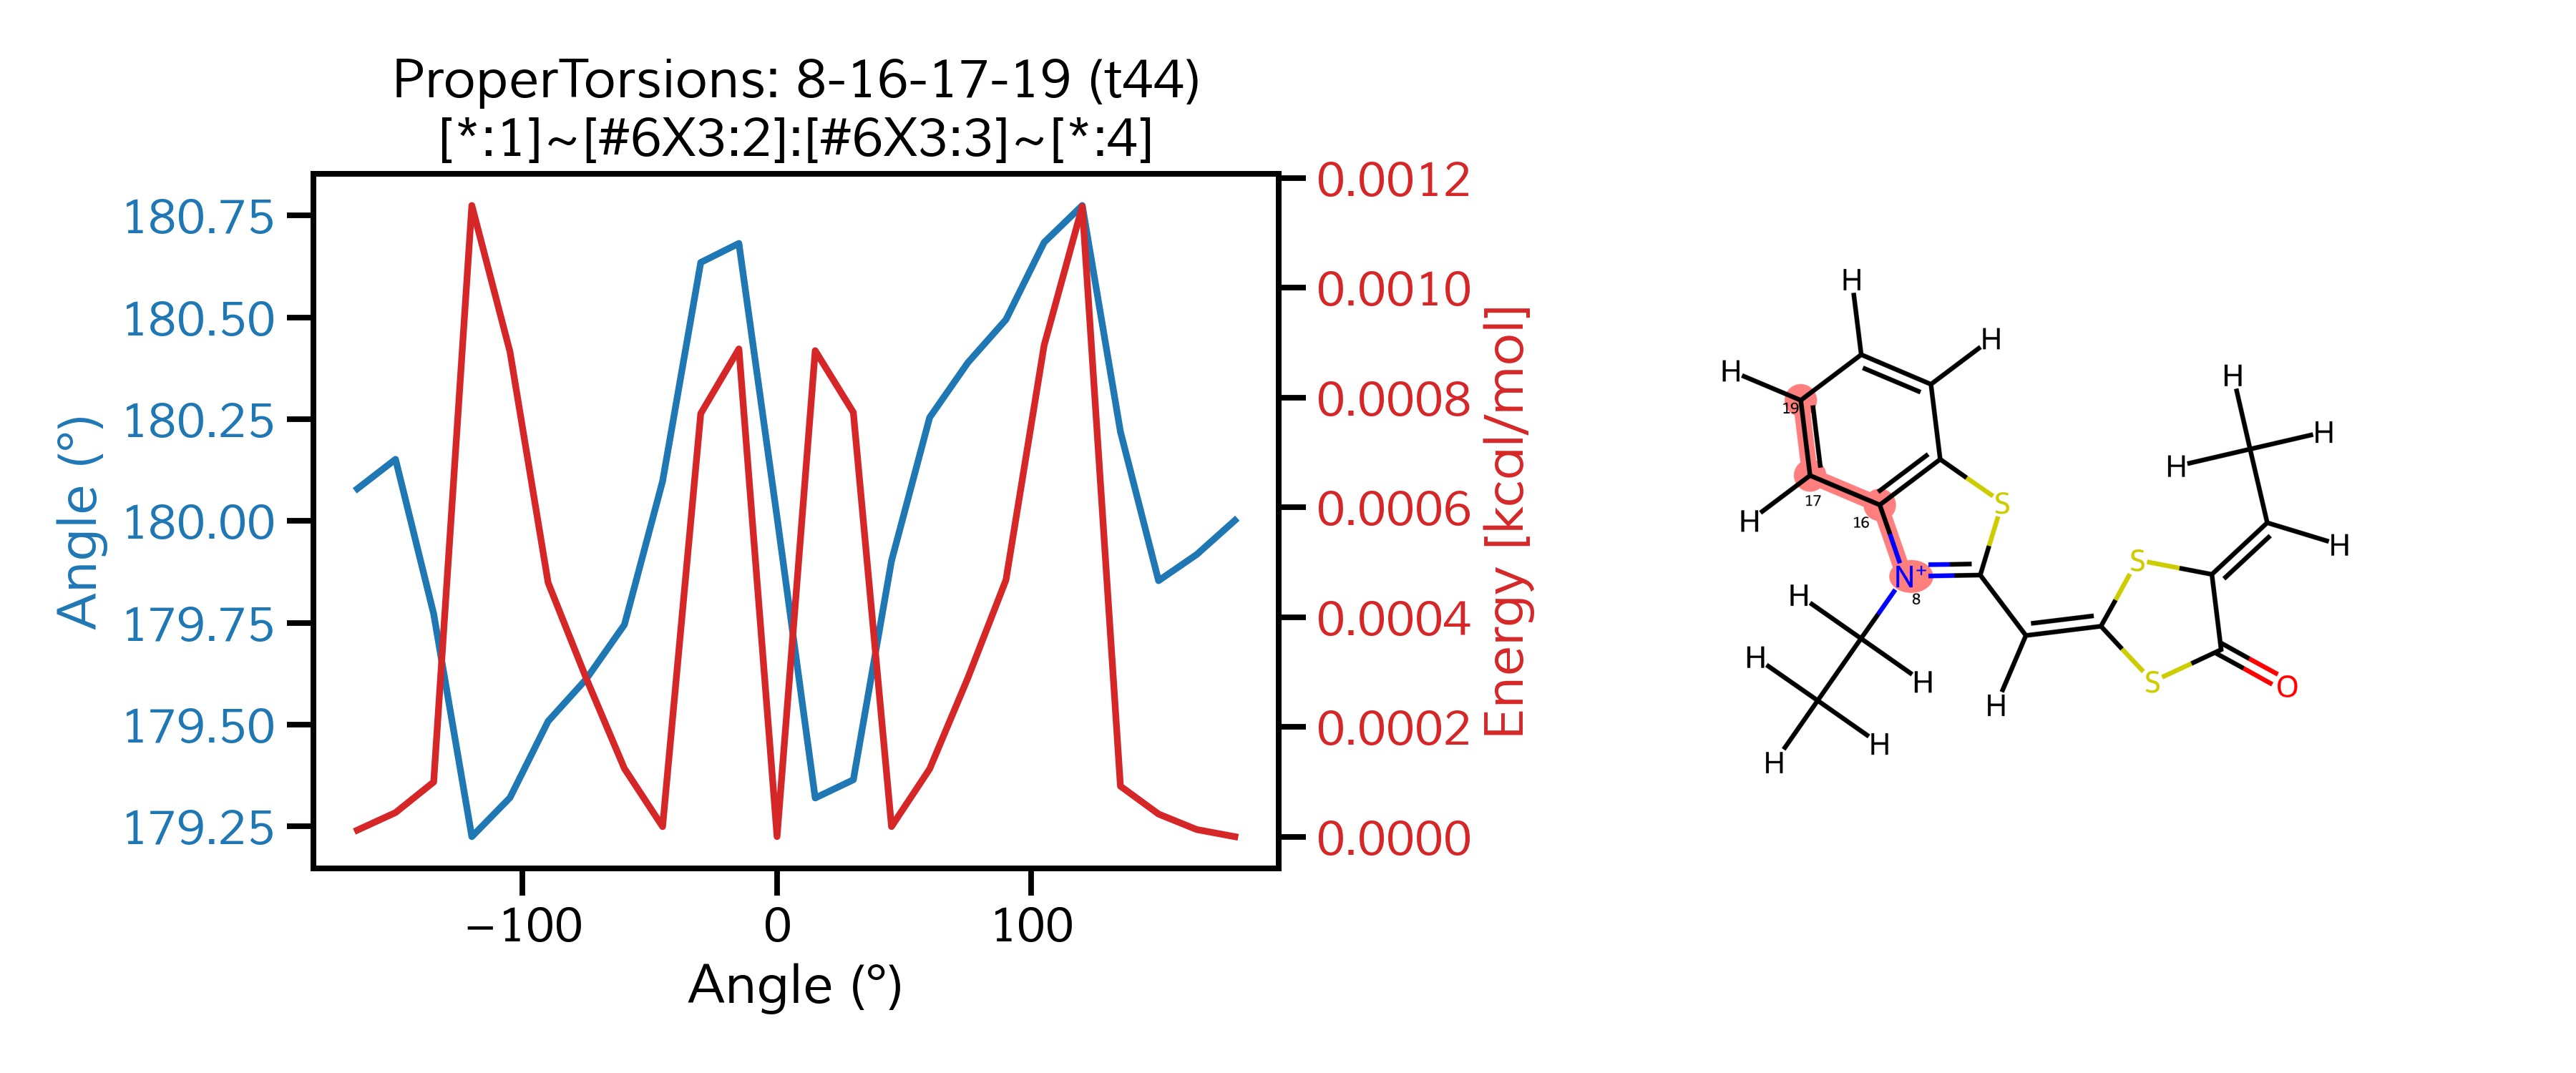 ProperTorsions: 8-16-17-19 (t44)
[*:1]~[#6X3:2]:[#6X3:3]~[*:4]
180.75
180.50
180.25
180.00
179.75
179.50
179.25
Angle (°)
0.0012
0.0010
0.0008
0.0006
0.0004
0.0002
0.0000
Energy [kcal/mol]
−100
0
100
Angle (°)
H
H
H
H
H
H
19
S
17
16
H
H
S
N+
8
H
H
H
S
O
H
H
H